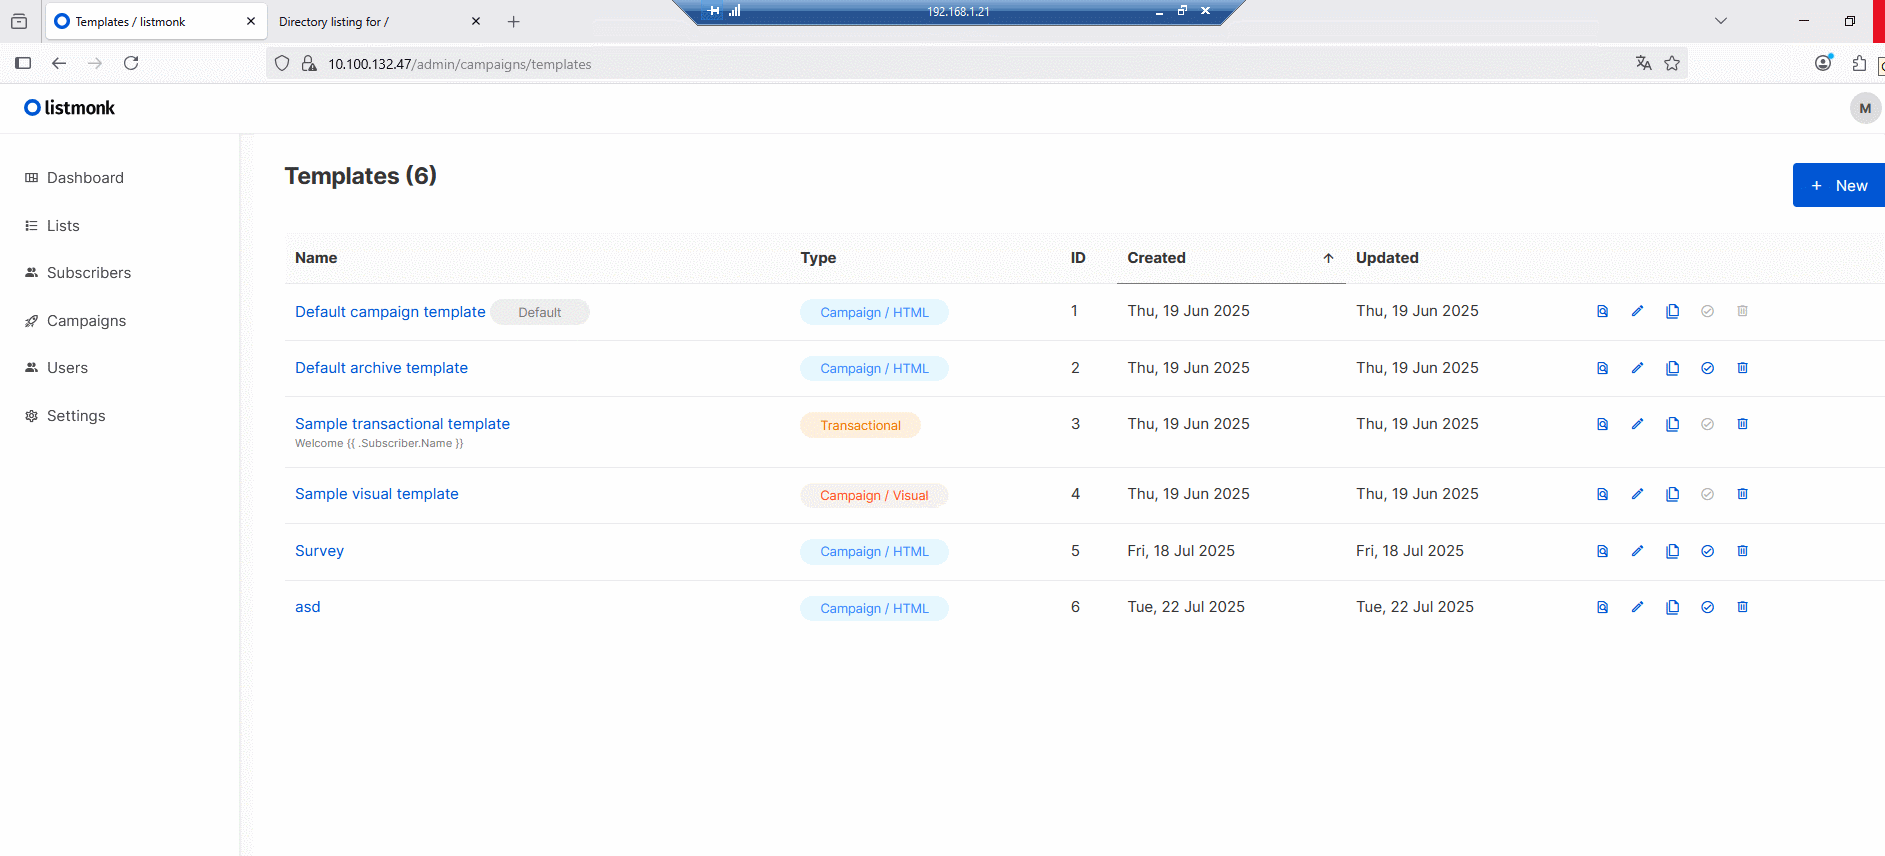 Templates / listmonk
Directory listing for /
192.168.1.21
10.100.132.47/admin/campaigns/templates
listmonk
M
Dashboard
Lists
Subscribers
Campaigns
Users
Settings
Templates (6)
+ New
Name Type ID Created Updated
Default campaign template Default Campaign / HTML 1 Thu, 19 Jun 2025 Thu, 19 Jun 2025
Default archive template Campaign / HTML 2 Thu, 19 Jun 2025 Thu, 19 Jun 2025
Sample transactional template Transactional 3 Thu, 19 Jun 2025 Thu, 19 Jun 2025
Welcome {{ .Subscriber.Name }}
Sample visual template Campaign / Visual 4 Thu, 19 Jun 2025 Thu, 19 Jun 2025
Survey Campaign / HTML 5 Fri, 18 Jul 2025 Fri, 18 Jul 2025
asd Campaign / HTML 6 Tue, 22 Jul 2025 Tue, 22 Jul 2025